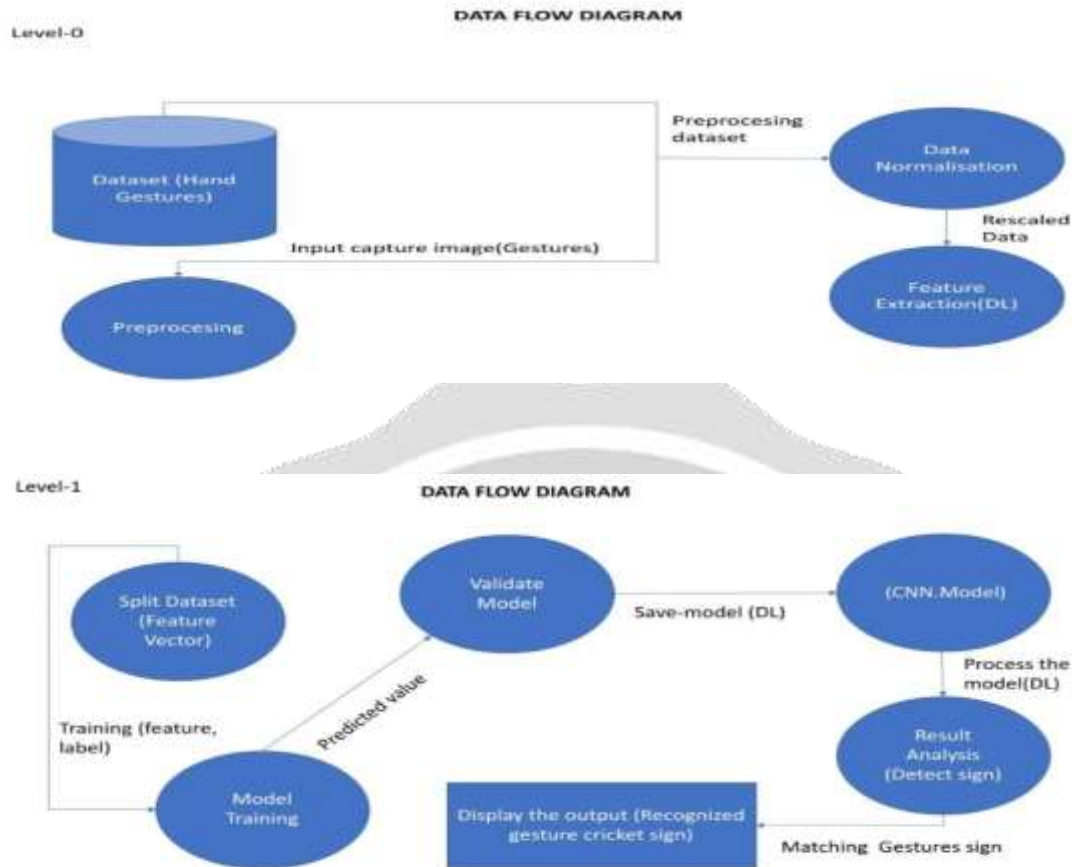 DATA FLOW DIAGRAM
Level-0
Dataset (Hand
Gestures)
Preprocesing
dataset
Data
Normalisation
Input capture image(Gestures)
Rescaled
Data
Preprocesing
Feature
Extraction(DL)
Level-1
DATA FLOW DIAGRAM
Split Dataset
(Feature
Vector)
Validate
Model
Save-model (DL)
(CNN.Model)
Process the
model(DL)
Training (feature,
label)
Predicted value
Result
Analysis
(Detect sign)
Model
Training
Display the output (Recognized
gesture cricket sign)
Matching Gestures sign